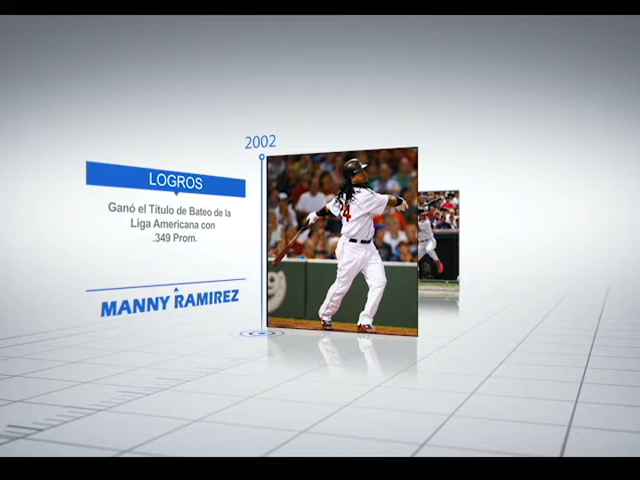 2002
LOGROS
Ganó el Título de Bateo de la
Liga Americana con
.349 Prom.
MANNY RAMIREZ